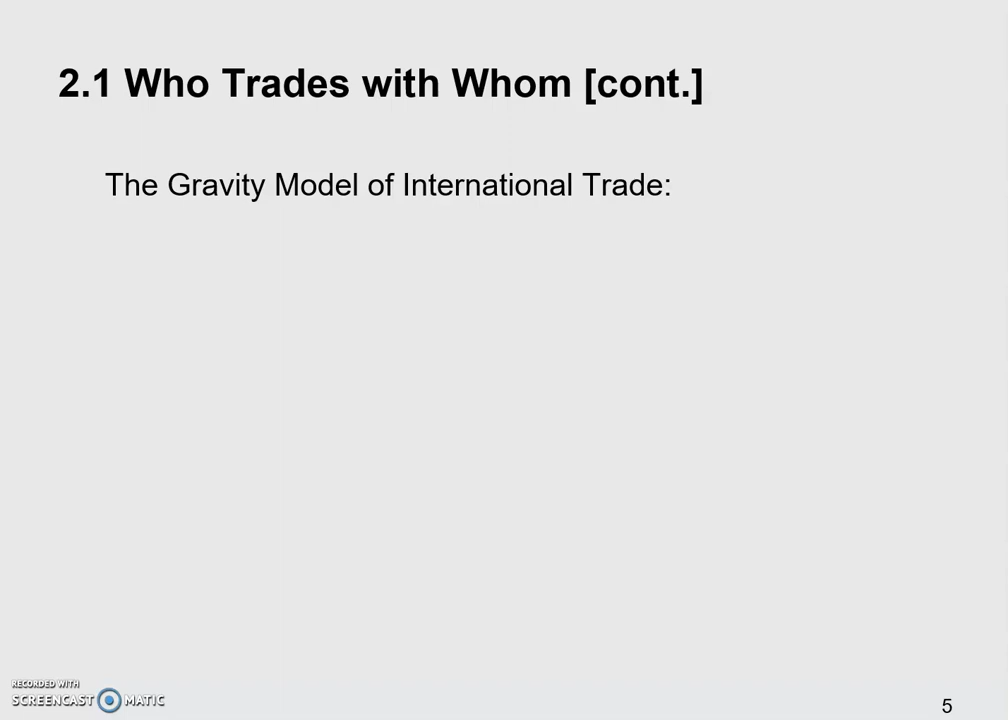 2.1 Who Trades with Whom [cont.]
The Gravity Model of International Trade:
RECORDED WITH
SCREENCAST MATIC
5